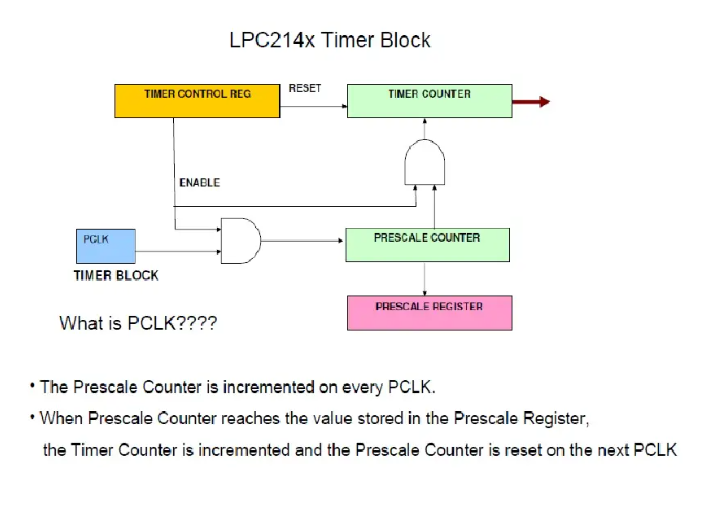 LPC214x Timer Block
TIMER CONTROL REG
RESET
TIMER COUNTER
ENABLE
PCLK
PRESCALE COUNTER
TIMER BLOCK
PRESCALE REGISTER
What is PCLK????
• The Prescale Counter is incremented on every PCLK.
• When Prescale Counter reaches the value stored in the Prescale Register,
the Timer Counter is incremented and the Prescale Counter is reset on the next PCLK